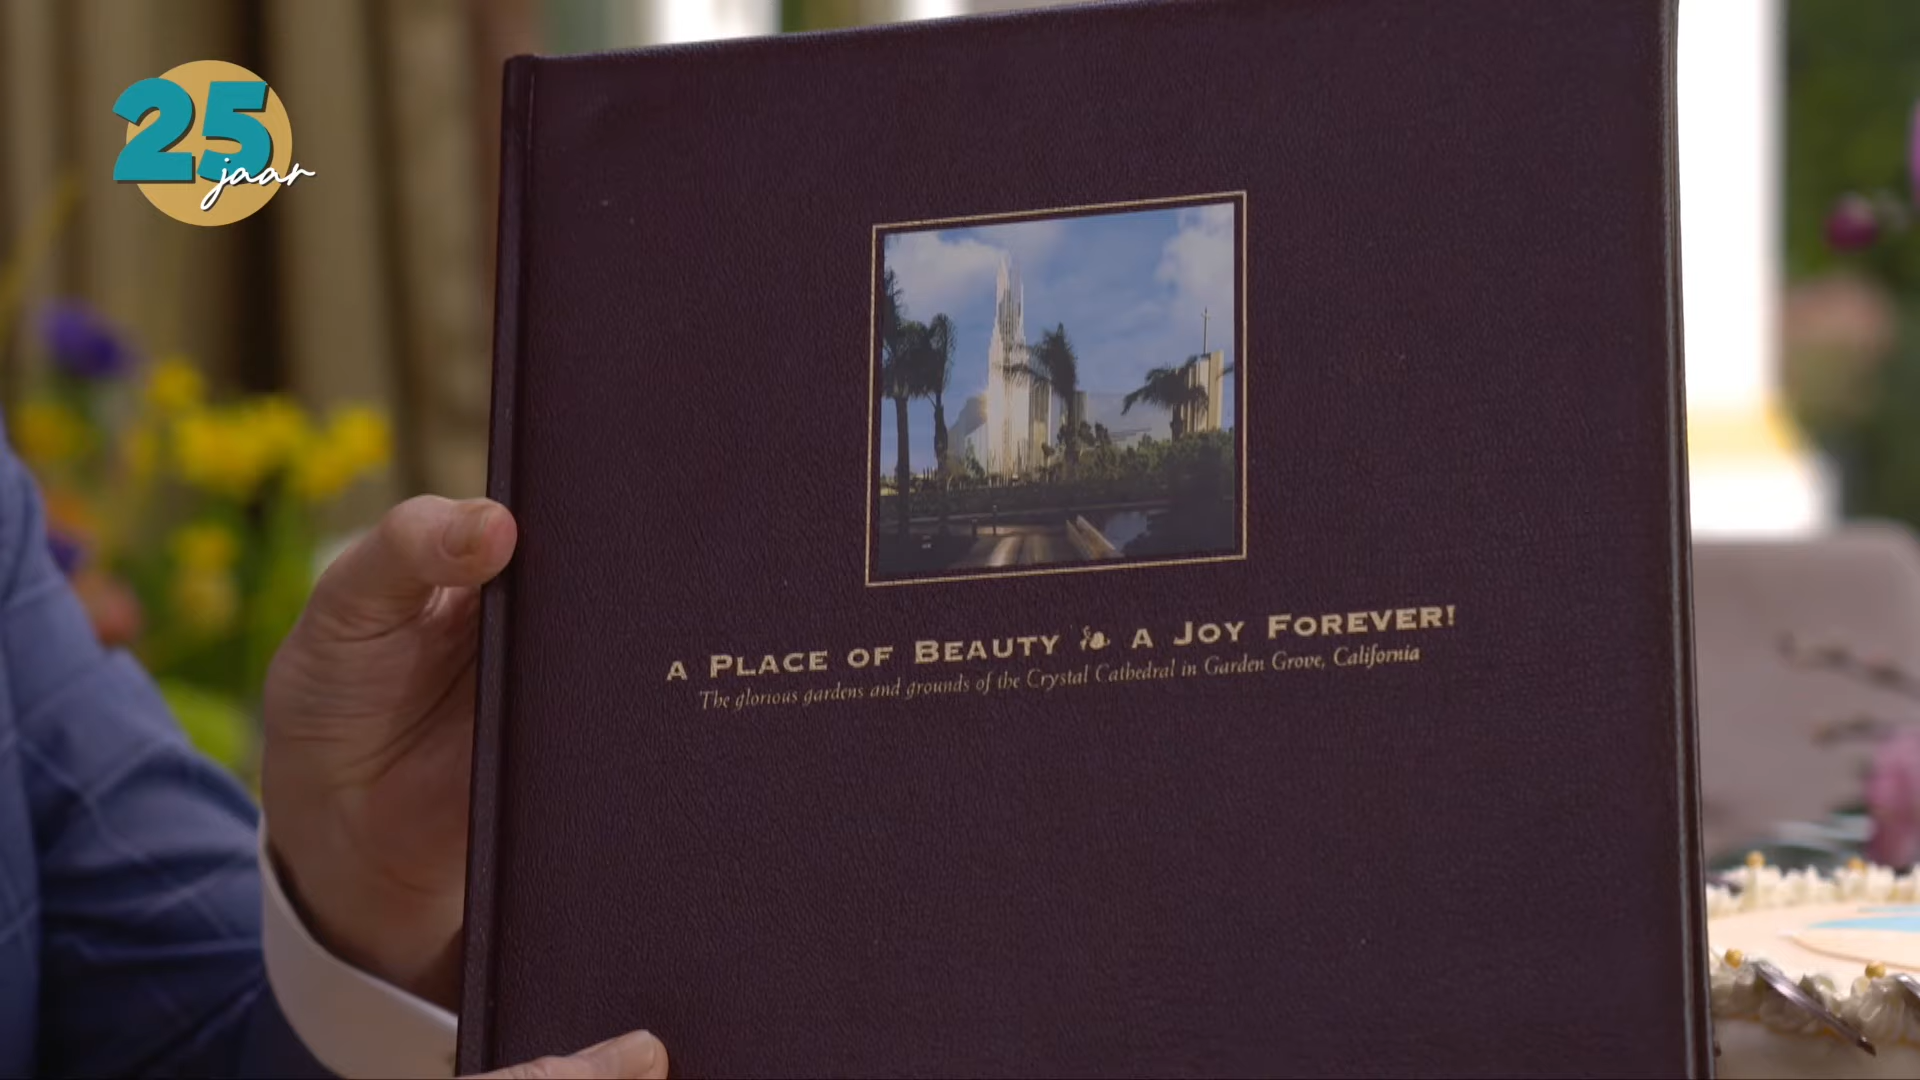 25
jaar
A PLACE OF BEAUTY A JOY FOREVER!
The glorious gardens and grounds of the Crystal Cathedral in Garden Grove, California